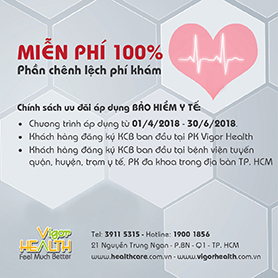 MIỄN PHÍ 100%
Phần chênh lệch phí khám
Chính sách ưu đãi áp dụng BẢO HIỂM Y TẾ:
• Chương trình áp dụng từ 01/4/2018 - 30/6/2018.
• Khách hàng đăng ký KCB ban đầu tại PK Vigor Health
• Khách hàng đăng ký KCB ban đầu tại bệnh viện tuyến
quận, huyện, trạm y tế, PK đa khoa trong địa bàn TP. HCM
Vigor
HEALTH
Feel Much Better
Tel: 3911 5315 - Hotline: 1900 1856
21 Nguyễn Trung Ngạn - P.BN - Q1 - TP. HCM
www.healthcare.com.vn - www.vigorhealth.com.vn